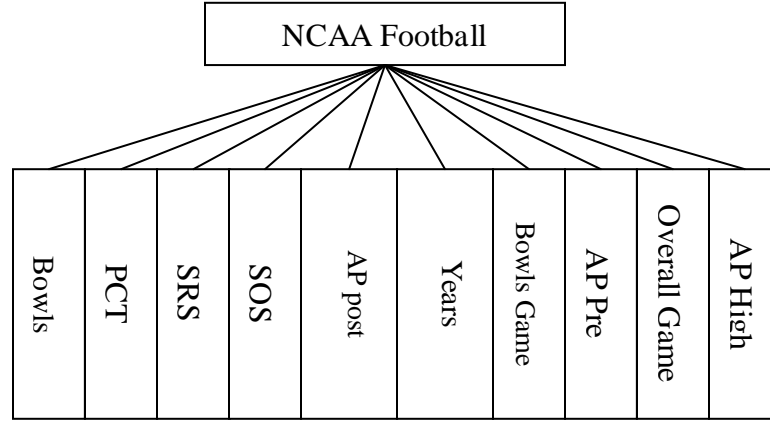 NCAA Football
Bowls
PCT
SRS
SOS
AP post
Years
Bowls Game
AP Pre
Overall Game
AP High